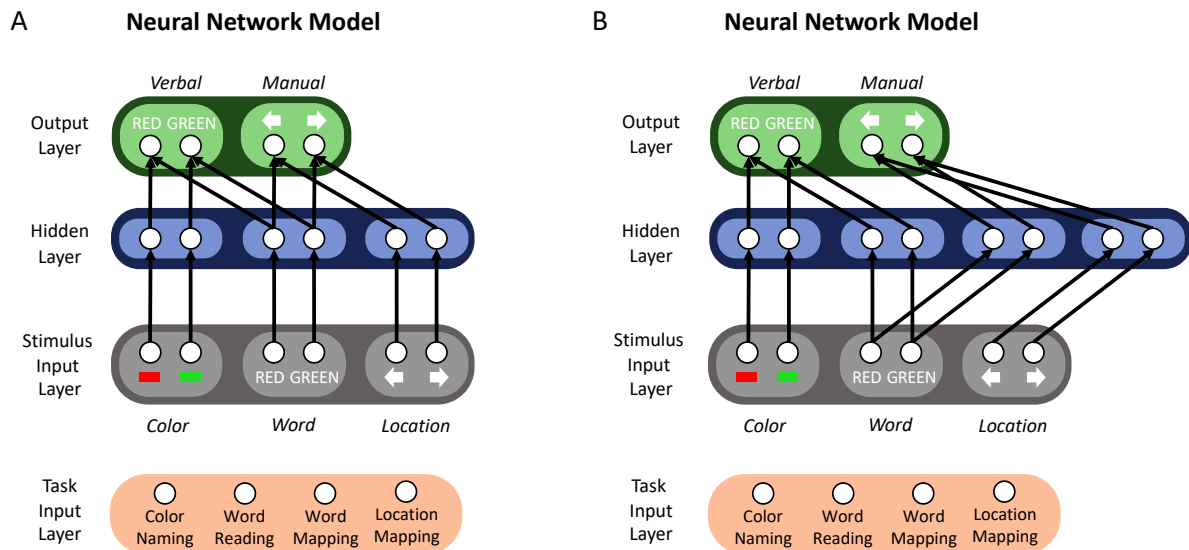 A
Neural Network Model
Verbal
Manual
Output
Layer
RED GREEN
Hidden
Layer
Stimulus
Input
Layer
RED GREEN
Color
Word
Location
Task
Input
Layer
Color
Naming
Word
Reading
Word
Mapping
Location
Mapping
B
Neural Network Model
Verbal
Manual
Output
Layer
RED GREEN
Hidden
Layer
Stimulus
Input
Layer
RED GREEN
Color
Word
Location
Task
Input
Layer
Color
Naming
Word
Reading
Word
Mapping
Location
Mapping